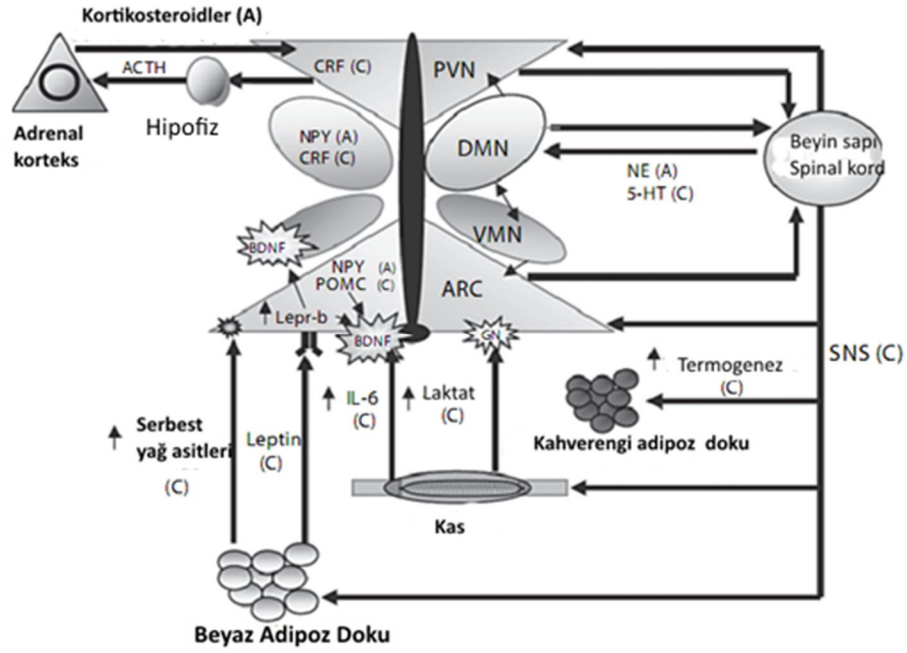 Kortikosteroidler (A)
ACTH
CRF (C)
PVN
Adrenal
korteks
Hipofiz
NPY (A)
CRF (C)
DMN
Beyin sapı
Spinal kord
NE (A)
5-HT (C)
BDNF
VMN
NPY (A)
POMC (C)
ARC
Lepr-b
BDNF
GN
SNS (C)
Termogenez
(C)
IL-6
(C)
Laktat
(C)
Serbest
yağ asitleri
(C)
Leptin
(C)
Kahverengi adipoz doku
Kas
Beyaz Adipoz Doku